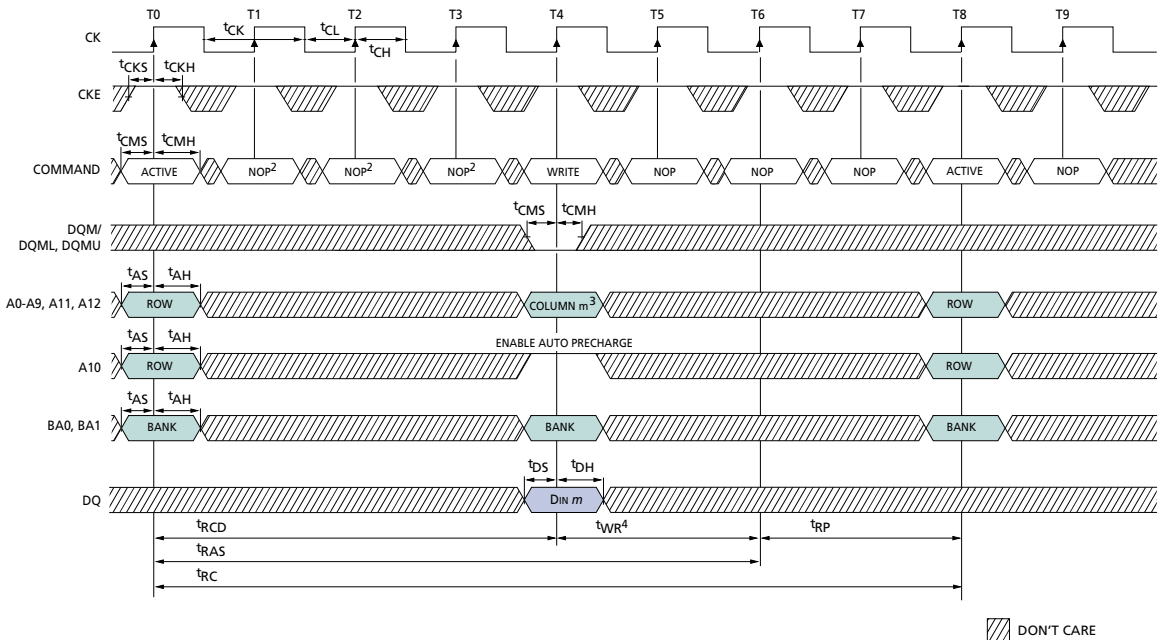 T0 T1 T2 T3 T4 T5 T6 T7 T8 T9
CK
tCK tCL
tCH
tCKS tCKH
CKE
tCMS tCMH
COMMAND ACTIVE NOP2 NOP2 NOP2 WRITE NOP NOP NOP ACTIVE NOP
tCMS tCMH
DQM/
DQML, DQMU
tAS tAH
A0-A9, A11, A12 ROW COLUMN m3 ROW
tAS tAH
ENABLE AUTO PRECHARGE
A10 ROW ROW
tAS tAH
BA0, BA1 BANK BANK BANK
tDS tDH
DQ DIN m
tRCD tWR4 tRP
tRAS
tRC
DON'T CARE